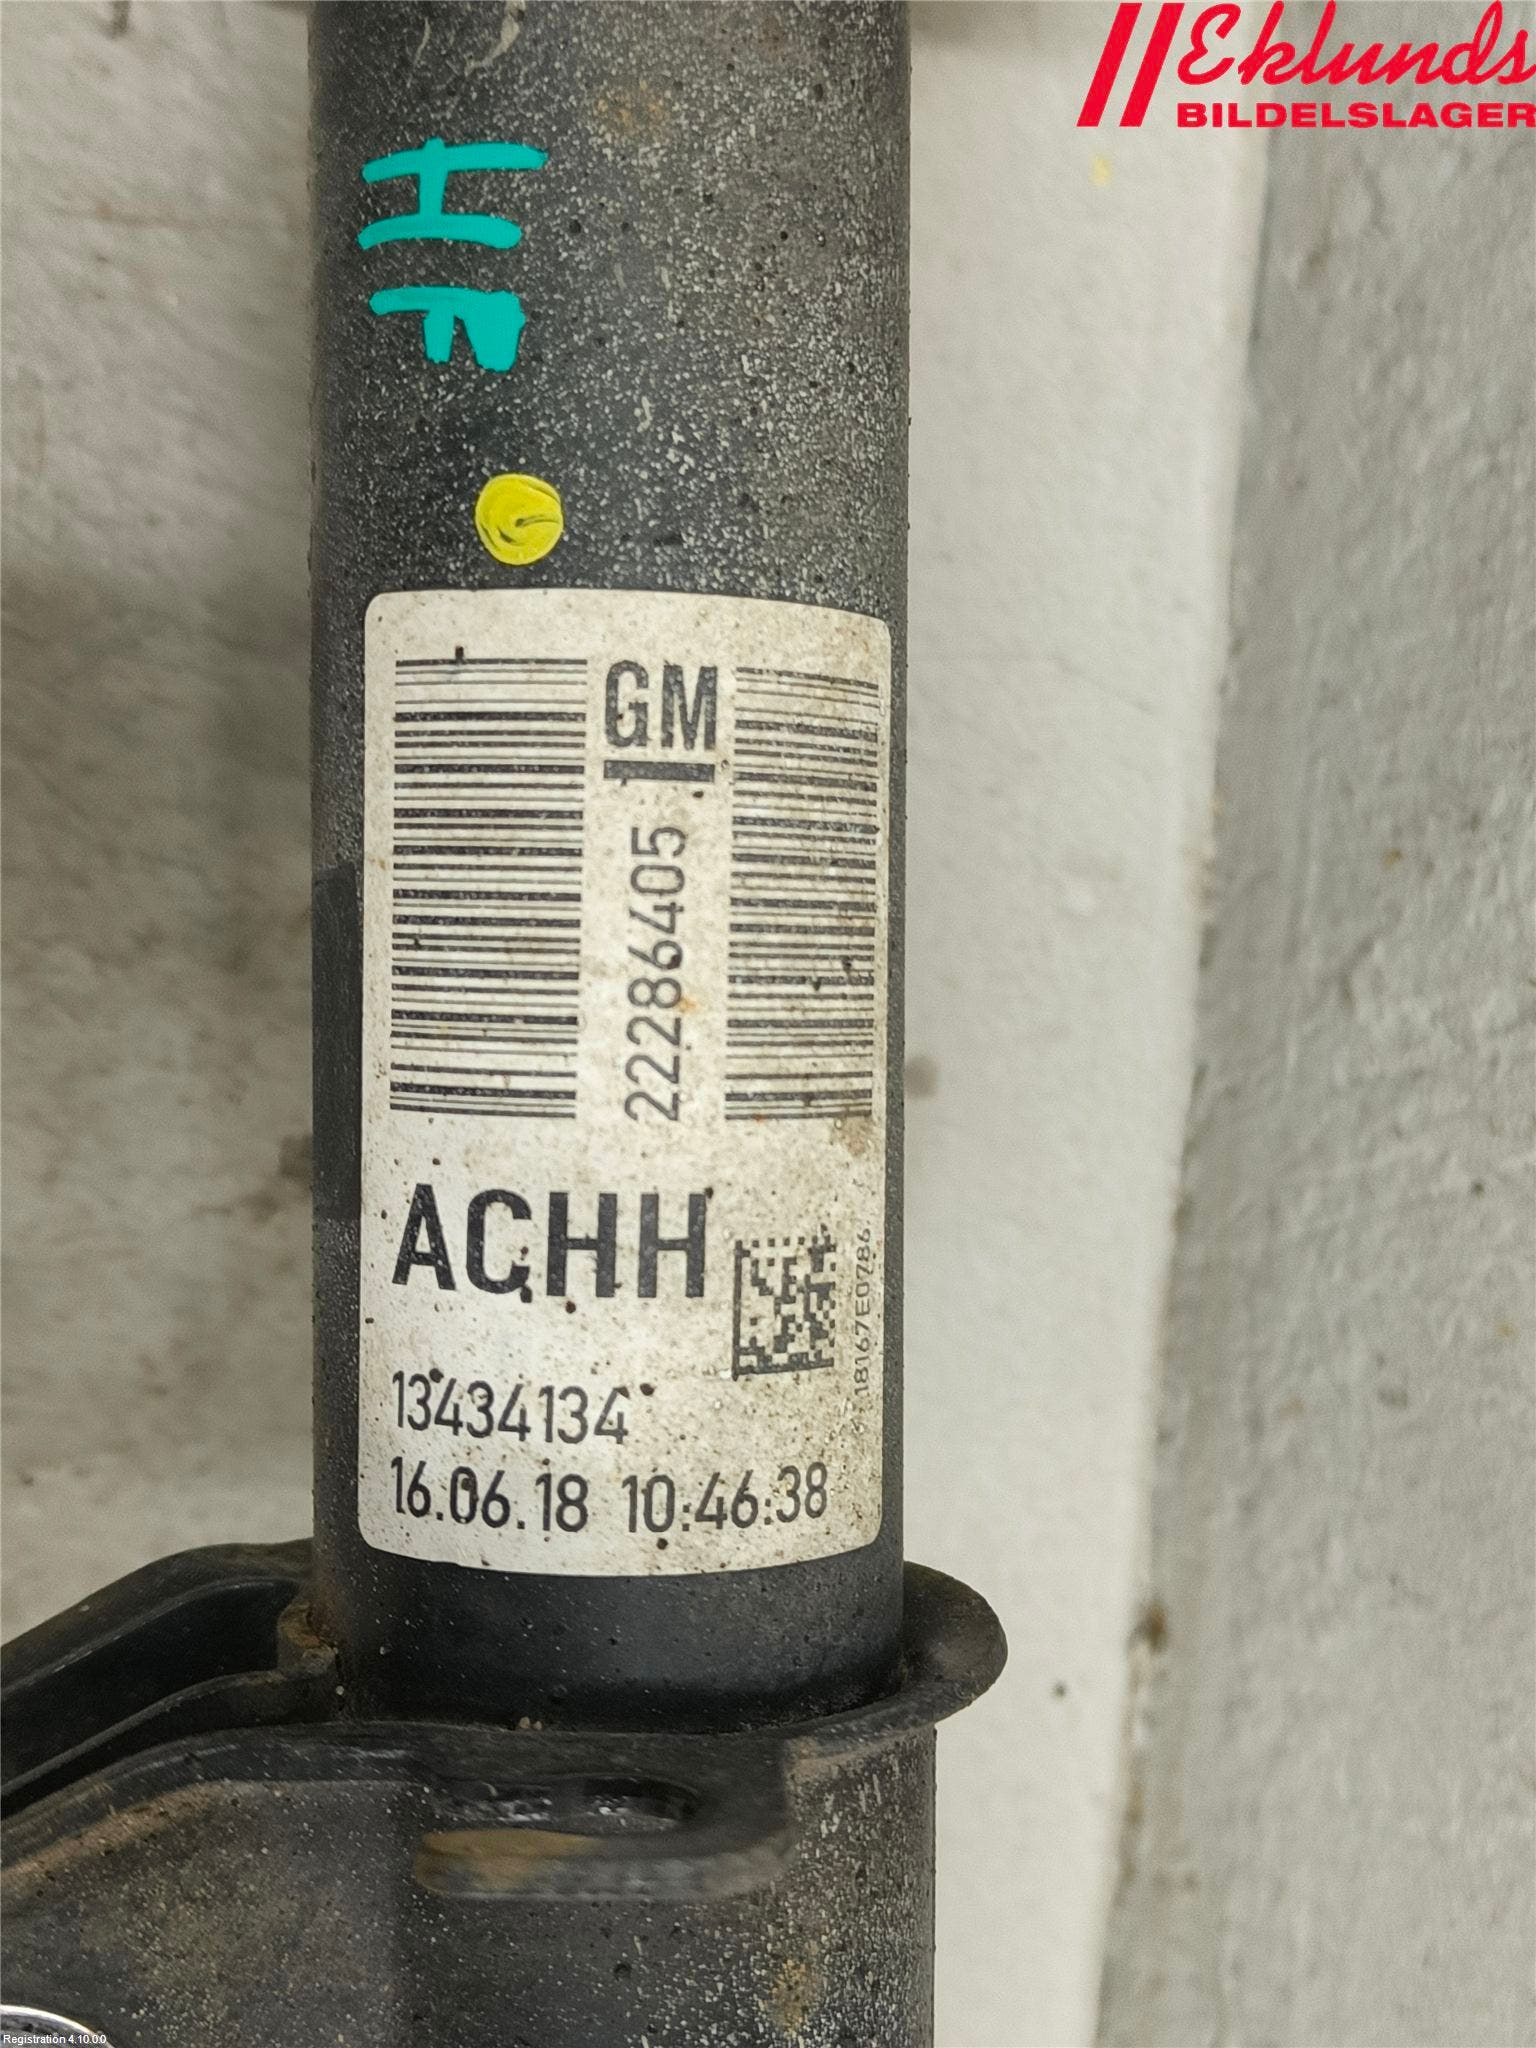 Eklunds
BILDELSLAGER
HF
GM
22286405
ACHH
18167E0786
13434134
16.06.18 10:46:38
Registration 4.10.0.0